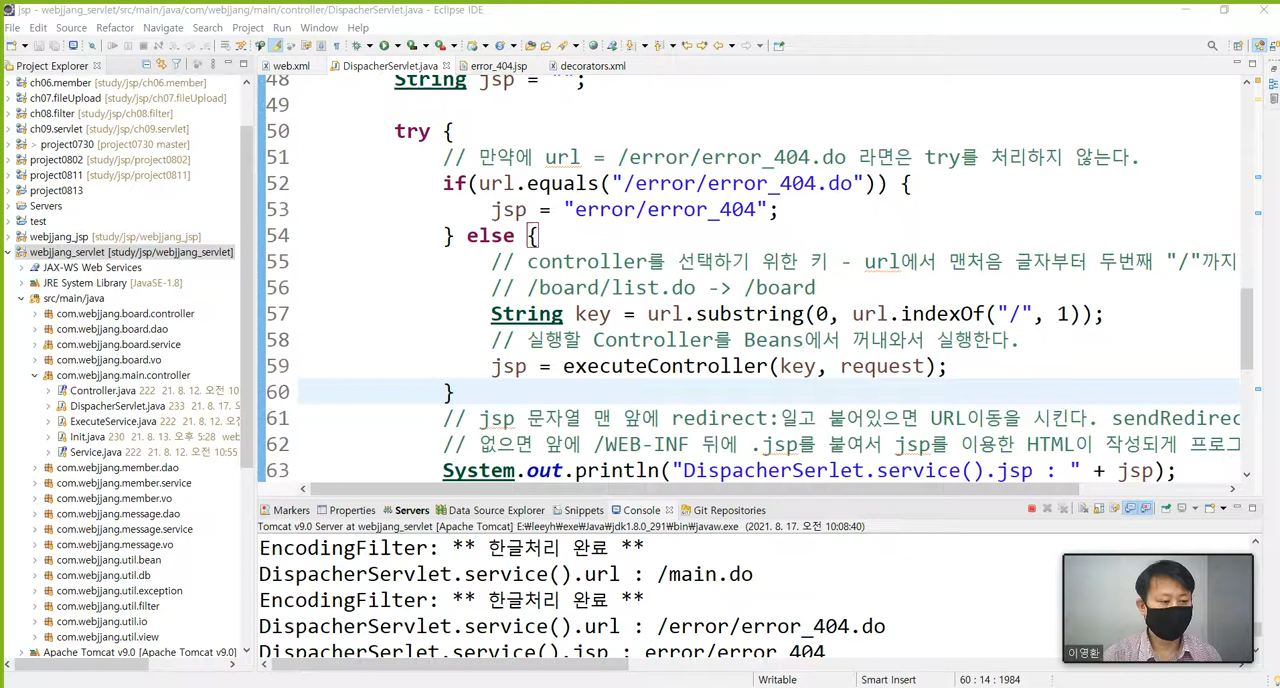 jsp - webjjang_servlet/src/main/java/com/webjjang/main/controller/DispacherServlet.java - Eclipse IDE
File Edit Source Refactor Navigate Search Project Run Window Help
Project Explorer
web.xml DispacherServlet.java error_404.jsp decorators.xml
ch06.member [study/jsp/ch06.member]
ch07.fileUpload [study/jsp/ch07.fileUpload]
ch08.filter [study/jsp/ch08.filter]
ch09.servlet [study/jsp/ch09.servlet]
> project0730 [project0730 master]
project0802 [study/jsp/project0802]
project0811 [study/jsp/project0811]
project0813
Servers
test
webjjang_jsp [study/jsp/webjjang_jsp]
webjjang_servlet [study/jsp/webjjang_servlet]
JAX-WS Web Services
JRE System Library [JavaSE-1.8]
src/main/java
com.webjjang.board.controller
com.webjjang.board.dao
com.webjjang.board.service
com.webjjang.board.vo
com.webjjang.main.controller
Controller.java 222 21. 8. 12. 오전 10
DispacherServlet.java 233 21. 8. 17. 오
ExecuteService.java 222 21. 8. 12. 오
Init.java 230 21. 8. 13. 오후 5:28 web
Service.java 222 21. 8. 12. 오전 10:55
com.webjjang.member.dao
com.webjjang.member.service
com.webjjang.member.vo
com.webjjang.message.dao
com.webjjang.message.service
com.webjjang.message.vo
com.webjjang.util.bean
com.webjjang.util.db
com.webjjang.util.exception
com.webjjang.util.filter
com.webjjang.util.io
com.webjjang.util.view
Apache Tomcat v9.0 [Apache Tomcat v9.0]
48 String jsp = "";
49
50 try {
51 // 만약에 url = /error/error_404.do 라면은 try를 처리하지 않는다.
52 if(url.equals("/error/error_404.do")) {
53 jsp = "error/error_404";
54 } else {
55 // controller를 선택하기 위한 키 - url에서 맨처음 글자부터 두번째 "/"까지
56 // /board/list.do -> /board
57 String key = url.substring(0, url.indexOf("/", 1));
58 // 실행할 Controller를 Beans에서 꺼내와서 실행한다.
59 jsp = executeController(key, request);
60 }
61 // jsp 문자열 맨 앞에 redirect:일고 붙어있으면 URL이동을 시킨다. sendRedirec
62 // 없으면 앞에 /WEB-INF 뒤에 .jsp를 붙여서 jsp를 이용한 HTML이 작성되게 프로그
63 System.out.println("DispacherSerlet.service().jsp : " + jsp);
Markers Properties Servers Data Source Explorer Snippets Console Git Repositories
Tomcat v9.0 Server at webjjang_servlet [Apache Tomcat] E:₩leeyh₩exe₩Java₩jdk1.8.0_291₩bin₩javaw.exe (2021. 8. 17. 오전 10:08:40)
EncodingFilter: ** 한글처리 완료 **
DispacherServlet.service().url : /main.do
EncodingFilter: ** 한글처리 완료 **
DispacherServlet.service().url : /error/error_404.do
DispacherSerlet.service().jsp : error/error_404
이영환
Writable Smart Insert 60 : 14 : 1984